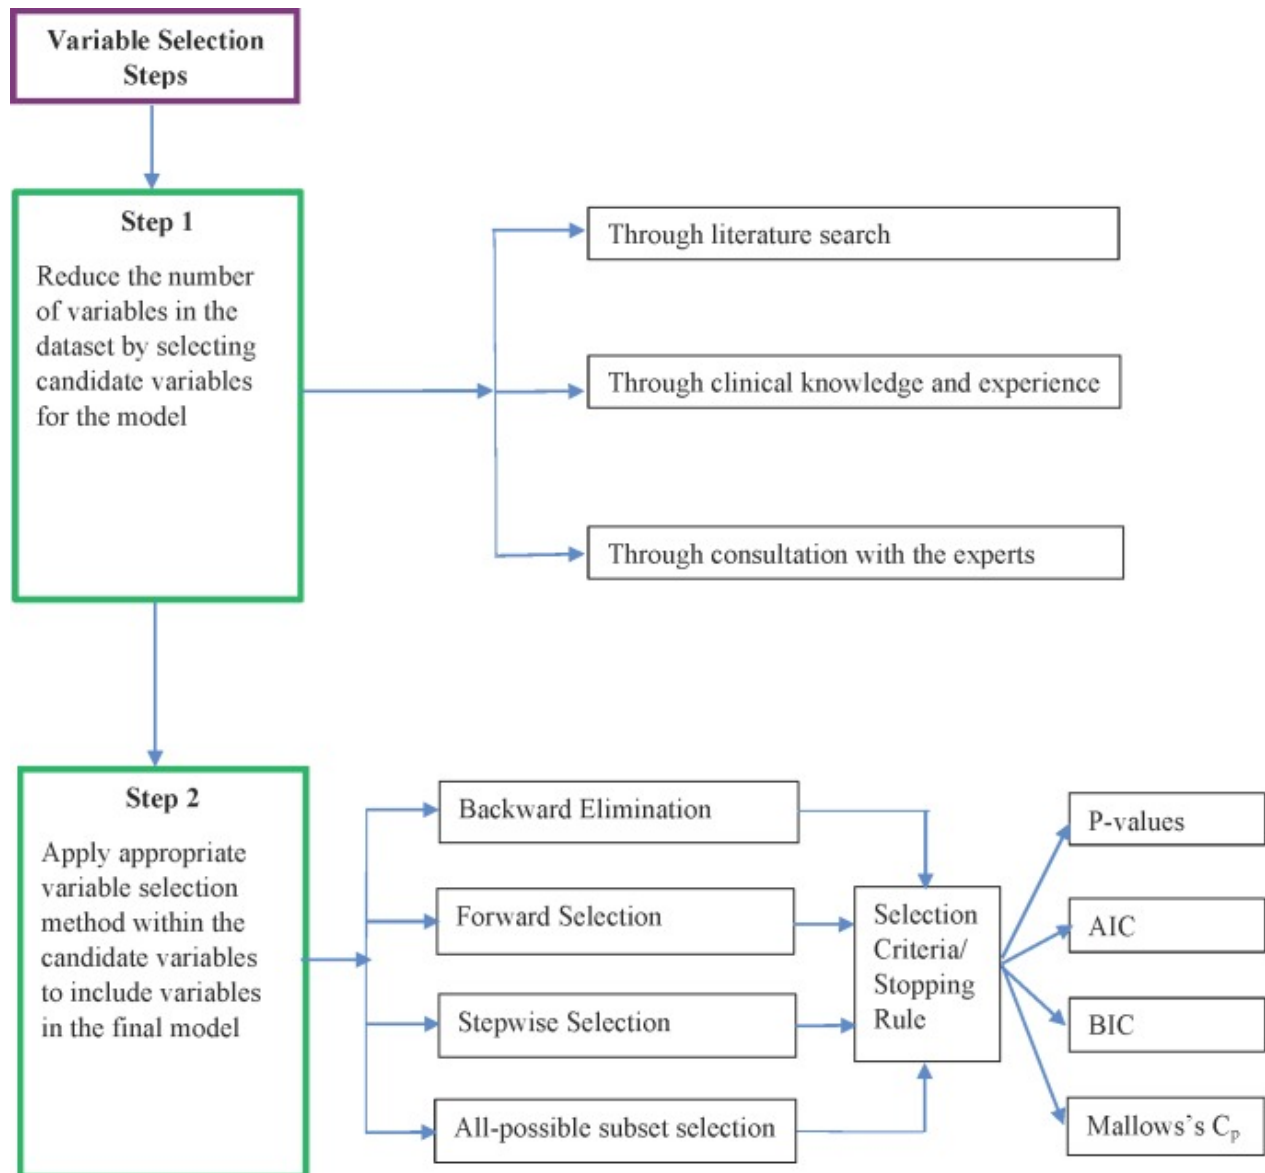 Variable Selection
Steps
Step 1
Reduce the number
of variables in the
dataset by selecting
candidate variables
for the model
Through literature search
Through clinical knowledge and experience
Through consultation with the experts
Step 2
Apply appropriate
variable selection
method within the
candidate variables
to include variables
in the final model
Backward Elimination
Forward Selection
Stepwise Selection
All-possible subset selection
Selection
Criteria/
Stopping
Rule
P-values
AIC
BIC
Mallows’s Cp